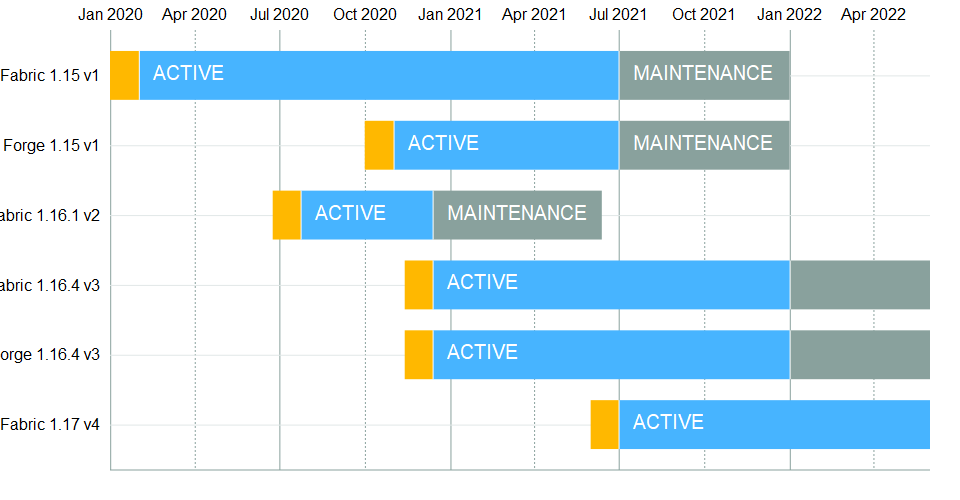 Jan 2020 Apr 2020 Jul 2020 Oct 2020 Jan 2021 Apr 2021 Jul 2021 Oct 2021 Jan 2022 Apr 2022
Fabric 1.15 v1 ACTIVE MAINTENANCE
Forge 1.15 v1 ACTIVE MAINTENANCE
abric 1.16.1 v2 ACTIVE MAINTENANCE
abric 1.16.4 v3 ACTIVE
orge 1.16.4 v3 ACTIVE
Fabric 1.17 v4 ACTIVE